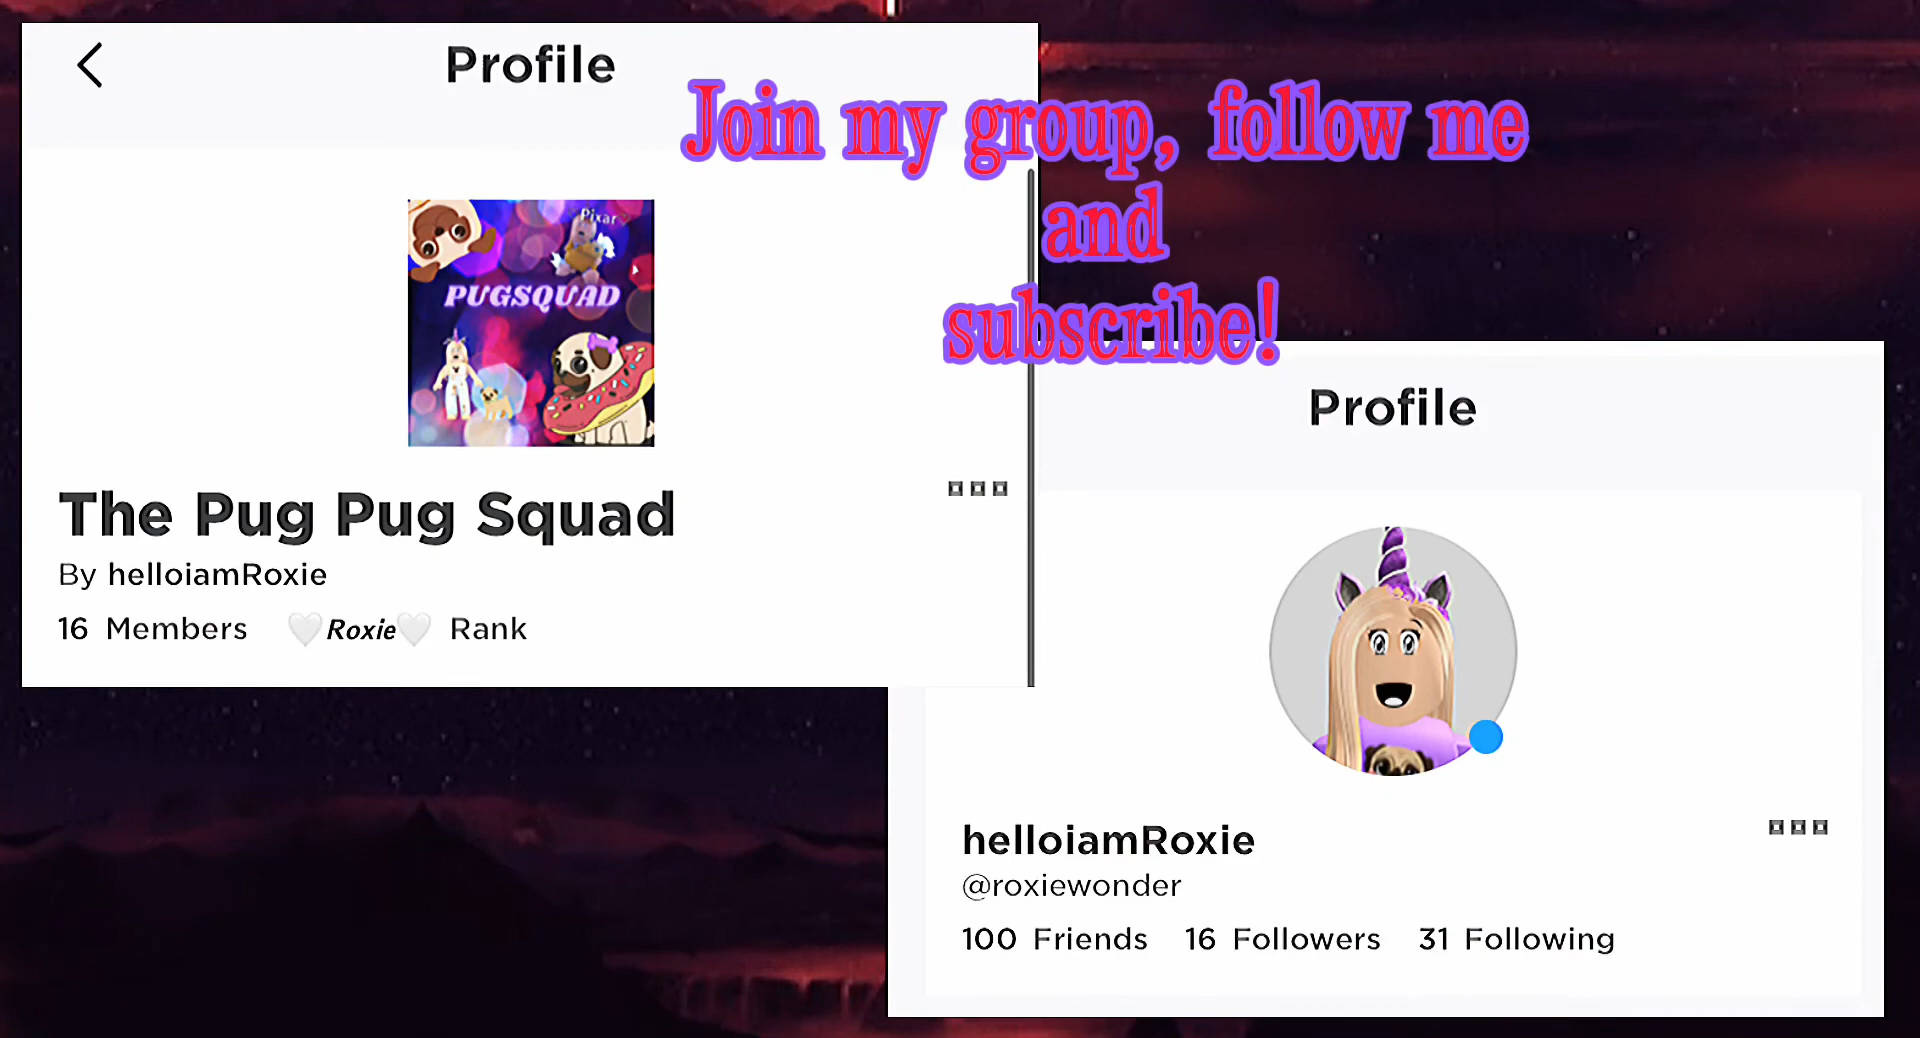 Profile
Join my group, follow me
and
subscribe!
Pixar
PUGSQUAD
The Pug Pug Squad
By helloiamRoxie
16 Members 🤍Roxie🤍 Rank
Profile
helloiamRoxie
@roxiewonder
100 Friends 16 Followers 31 Following